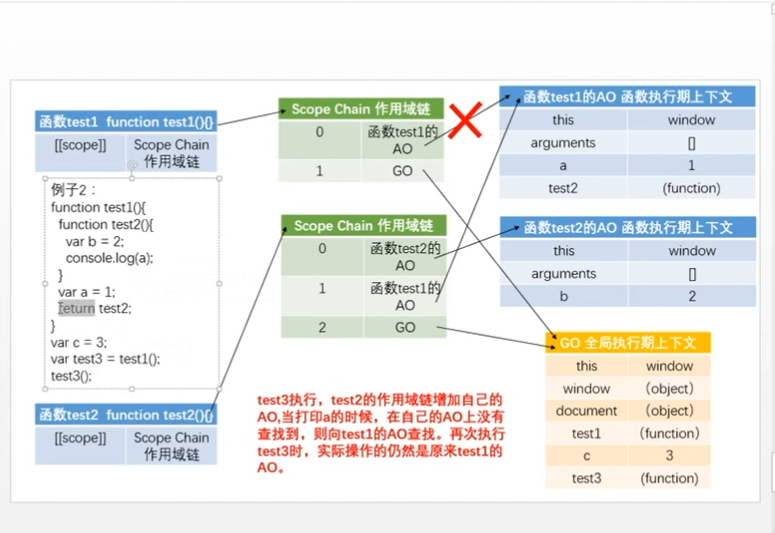 函数test1 function test1(){}
[[scope]] Scope Chain
作用域链
例子2：
function test1(){
function test2(){
var b = 2;
console.log(a);
}
var a = 1;
return test2;
}
var c = 3;
var test3 = test1();
test3();
函数test2 function test2(){}
[[scope]] Scope Chain
作用域链
Scope Chain 作用域链
0 函数test1的
AO
1 GO
Scope Chain 作用域链
0 函数test2的
AO
1 函数test1的
AO
2 GO
test3执行，test2的作用域链增加自己的
AO,当打印a的时候，在自己的AO上没有
查找到，则向test1的AO查找。再次执行
test3时，实际操作的仍然是原来test1的
AO。
函数test1的AO 函数执行期上下文
this window
arguments []
a 1
test2 (function)
函数test2的AO 函数执行期上下文
this window
arguments []
b 2
GO 全局执行期上下文
this window
window （object）
document （object）
test1 （function）
c 3
test3 (function)